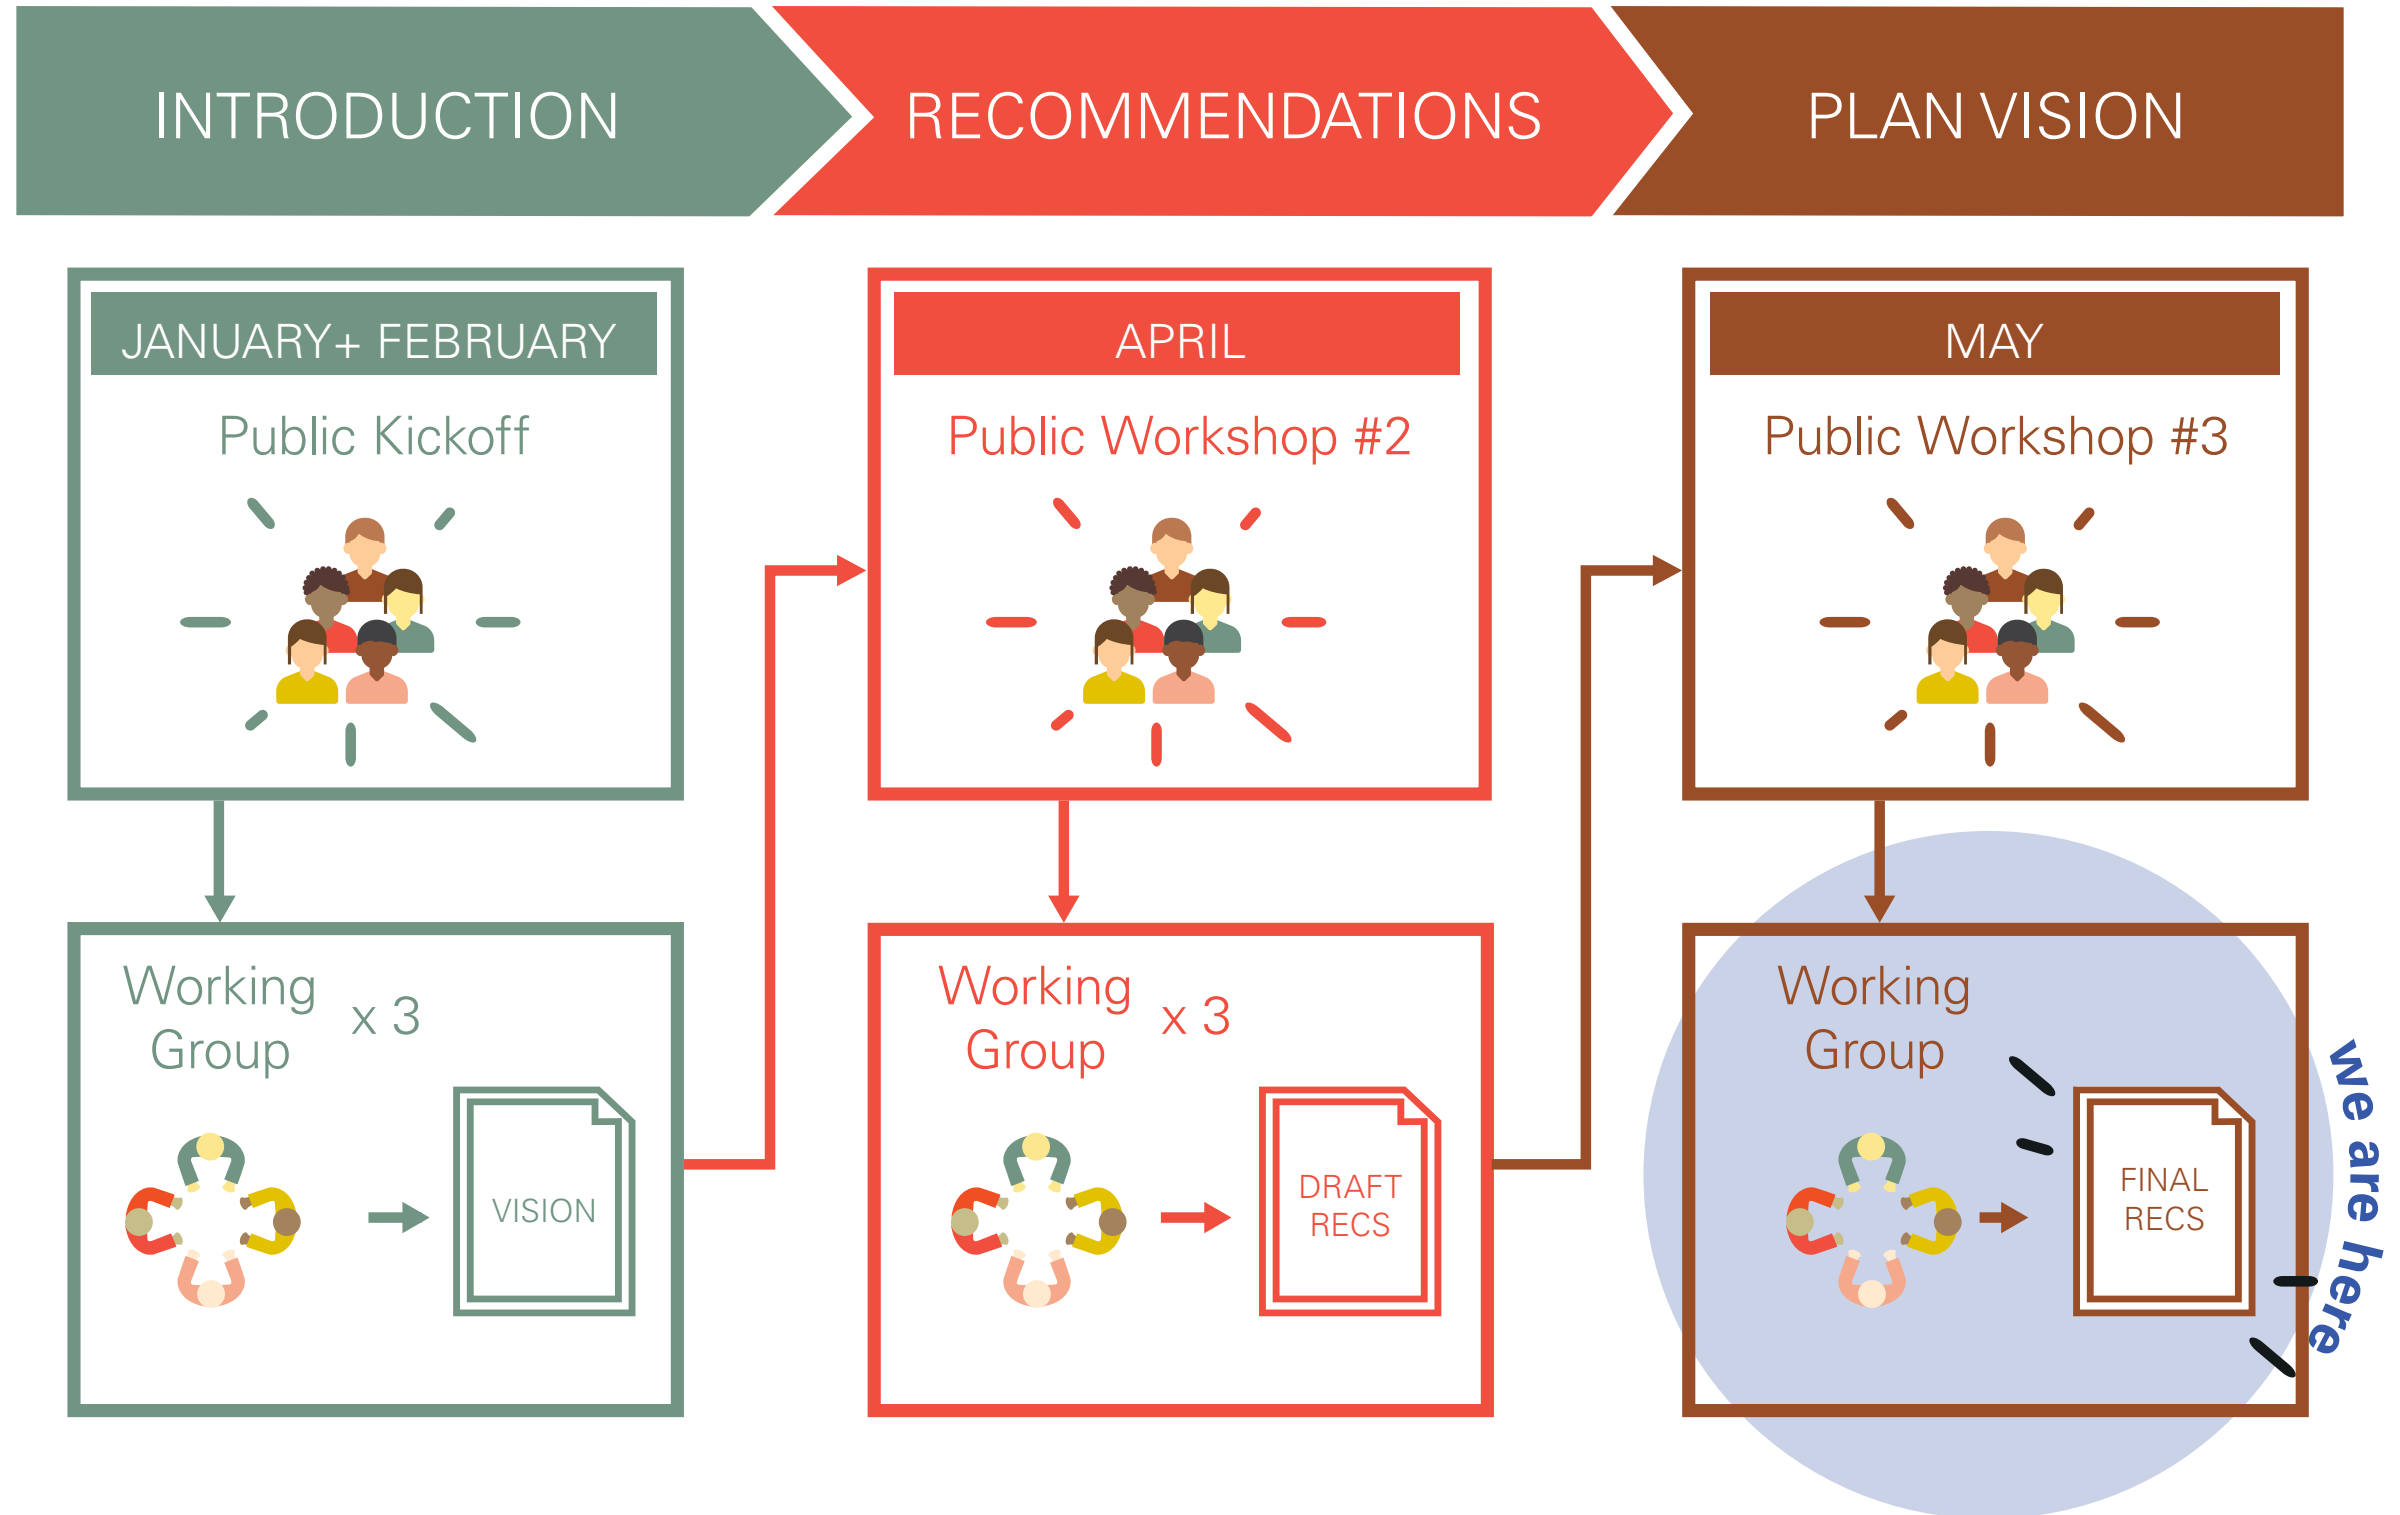 INTRODUCTION
RECOMMENDATIONS
PLAN VISION
JANUARY + FEBRUARY
Public Kickoff
APRIL
Public Workshop #2
MAY
Public Workshop #3
Working
Group
x 3
VISION
Working
Group
x 3
DRAFT
RECS
Working
Group
FINAL
RECS
we are here